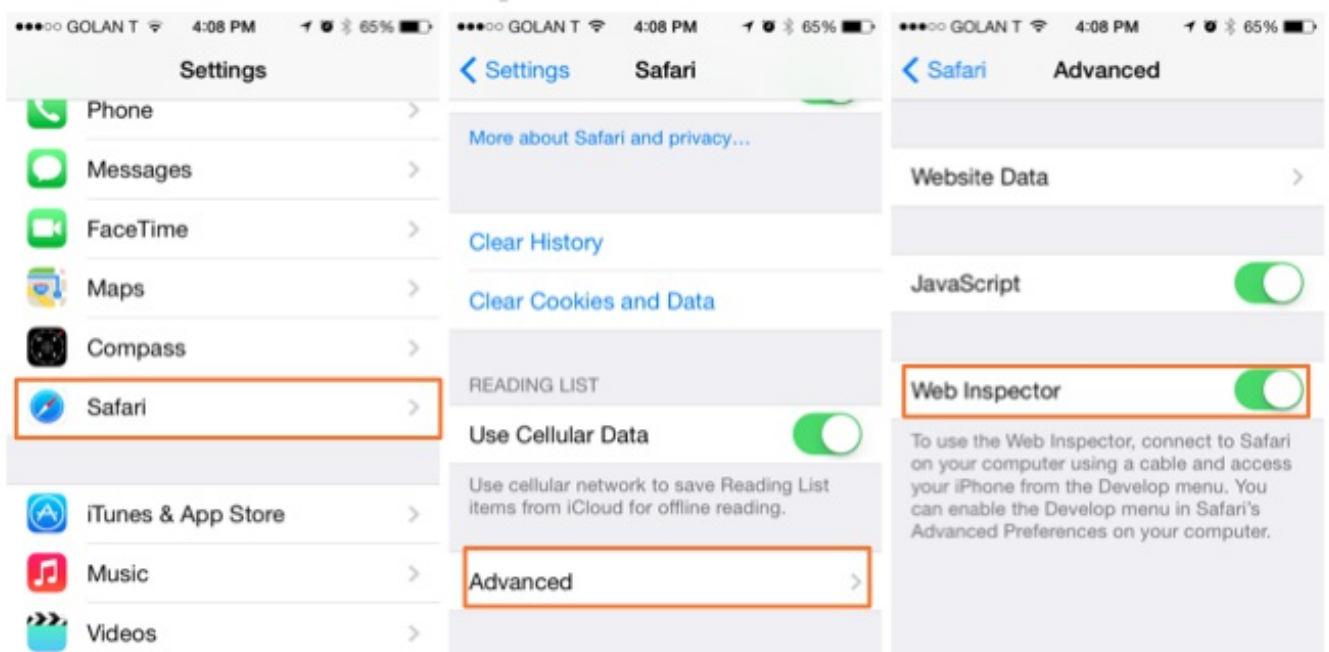 GOLAN T 4:08 PM 65%
Settings
Phone
Messages
FaceTime
Maps
Compass
Safari
iTunes & App Store
Music
Videos
GOLAN T 4:08 PM 65%
Settings Safari
More about Safari and privacy...
Clear History
Clear Cookies and Data
READING LIST
Use Cellular Data
Use cellular network to save Reading List
items from iCloud for offline reading.
Advanced
GOLAN T 4:08 PM 65%
Safari Advanced
Website Data
JavaScript
Web Inspector
To use the Web Inspector, connect to Safari
on your computer using a cable and access
your iPhone from the Develop menu. You
can enable the Develop menu in Safari's
Advanced Preferences on your computer.